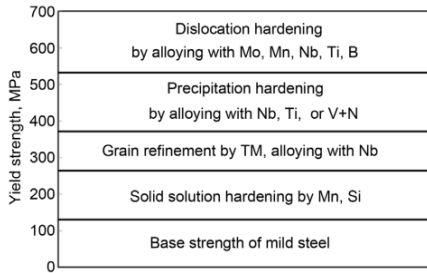 700
600
500
400
300
200
100
0
Yield strength, MPa
Dislocation hardening
by alloying with Mo, Mn, Nb, Ti, B
Precipitation hardening
by alloying with Nb, Ti, or V+N
Grain refinement by TM, alloying with Nb
Solid solution hardening by Mn, Si
Base strength of mild steel